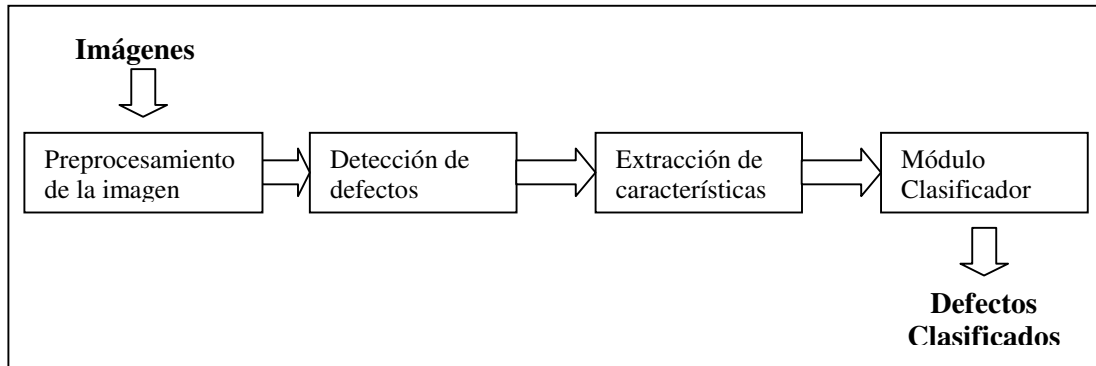 Imágenes
Preprocesamiento
de la imagen
Detección de
defectos
Extracción de
características
Módulo
Clasificador
Defectos
Clasificados